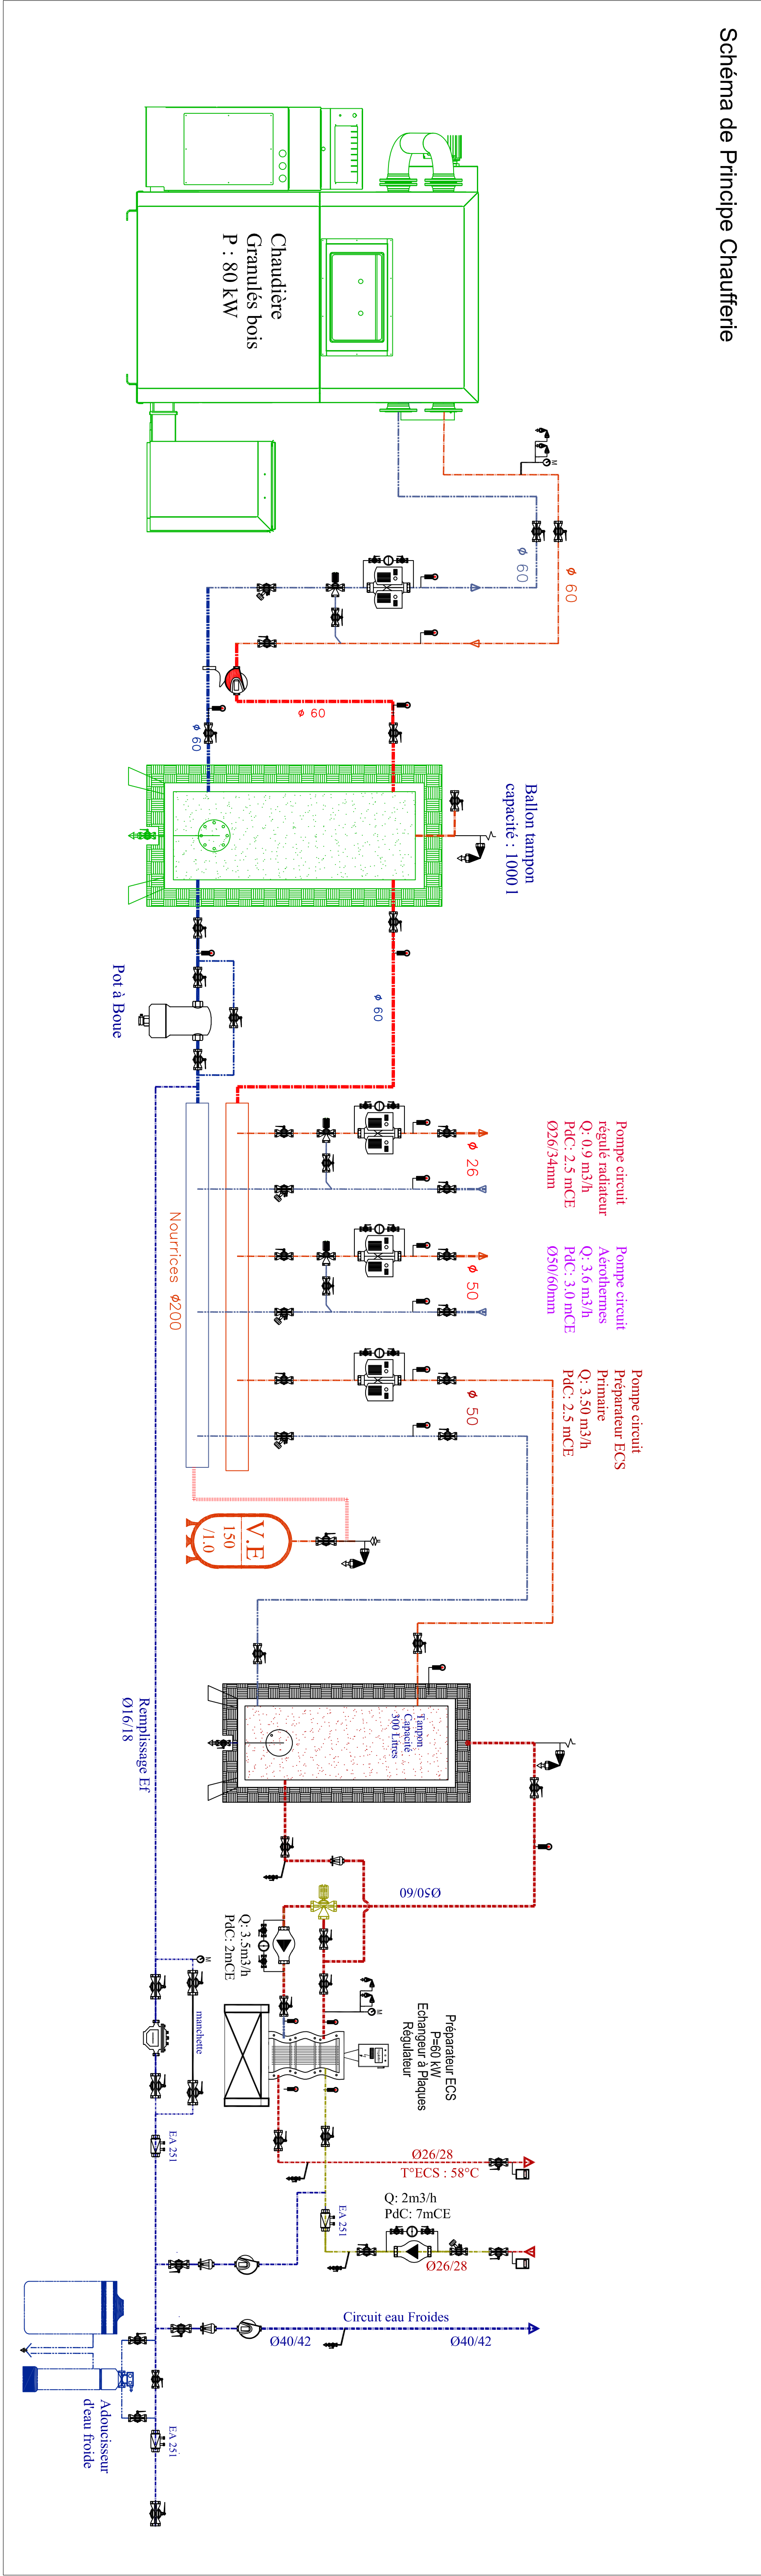 Schéma de Principe Chaufferie
Chaudière
Granulés bois
P : 80 kW
M
ø 60
ø 60
ø 60
ø 60
Ballon tampon
capacité : 1000 l
Pot à Boue
ø 60
Pompe circuit
régulé radiateur
Q: 0.9 m3/h
PdC: 2.5 mCE
Ø26/34mm
ø 26
Pompe circuit
Aérothermes
Q: 3.6 m3/h
PdC: 3.0 mCE
Ø50/60mm
ø 50
Pompe circuit
Préparateur ECS
Primaire
Q: 3.50 m3/h
PdC: 2.5 mCE
ø 50
Nourrices ø200
V.E
150
/1.0
Remplissage Ef
Ø16/18
Tanpon
Capacité
300 Litres
Ø50/60
Q: 3.5m3/h
PdC: 2mCE
M
manchette
M
Préparateur ECS
P=60 kW
Echangeur à Plaques
Régulateur
EA 251
Ø26/28
T°ECS : 58°C
EA 251
Q: 2m3/h
PdC: 7mCE
Ø26/28
Circuit eau Froides
Ø40/42
Ø40/42
Adoucisseur
d'eau froide
EA 251